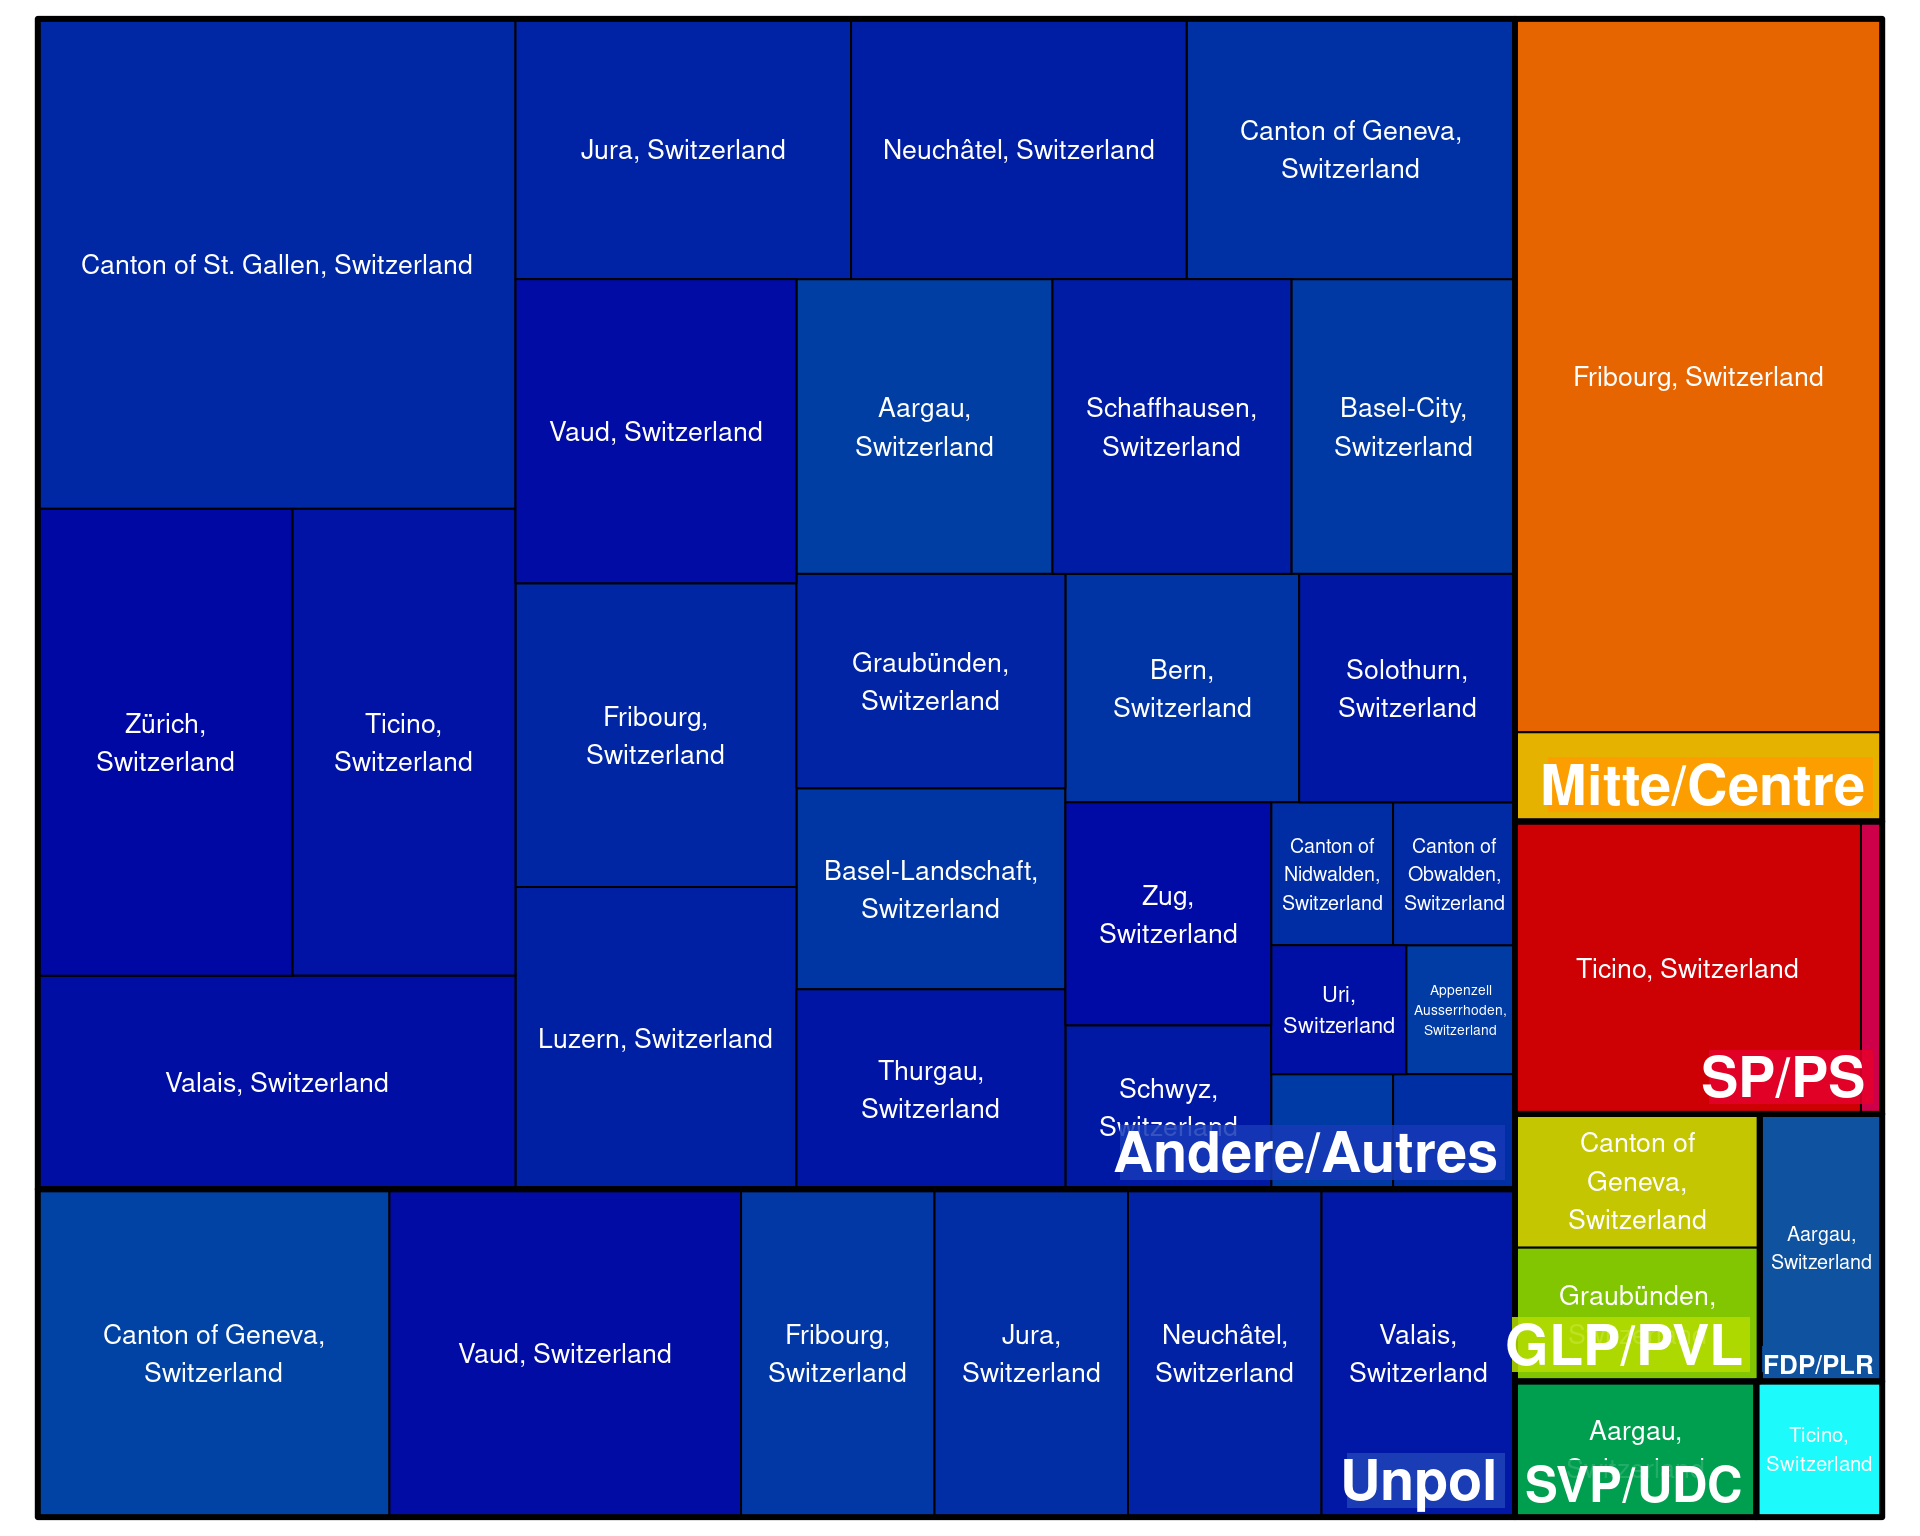 Canton of St. Gallen, Switzerland
Jura, Switzerland
Neuchâtel, Switzerland
Canton of Geneva,
Switzerland
Vaud, Switzerland
Aargau,
Switzerland
Schaffhausen,
Switzerland
Basel-City,
Switzerland
Zürich,
Switzerland
Ticino,
Switzerland
Fribourg,
Switzerland
Graubünden,
Switzerland
Bern,
Switzerland
Solothurn,
Switzerland
Basel-Landschaft,
Switzerland
Zug,
Switzerland
Canton of
Nidwalden,
Switzerland
Canton of
Obwalden,
Switzerland
Uri,
Switzerland
Appenzell
Ausserrhoden,
Switzerland
Valais, Switzerland
Luzern, Switzerland
Thurgau,
Switzerland
Schwyz,
Switzerland
Andere/Autres
Canton of Geneva,
Switzerland
Vaud, Switzerland
Fribourg,
Switzerland
Jura,
Switzerland
Neuchâtel,
Switzerland
Valais,
Switzerland
Unpol
Fribourg, Switzerland
Mitte/Centre
Ticino, Switzerland
SP/PS
Canton of
Geneva,
Switzerland
Graubünden,
GLP/PVL
Aargau,
Switzerland
FDP/PLR
Aargau,
Switzerland
SVP/UDC
Ticino,
Switzerland